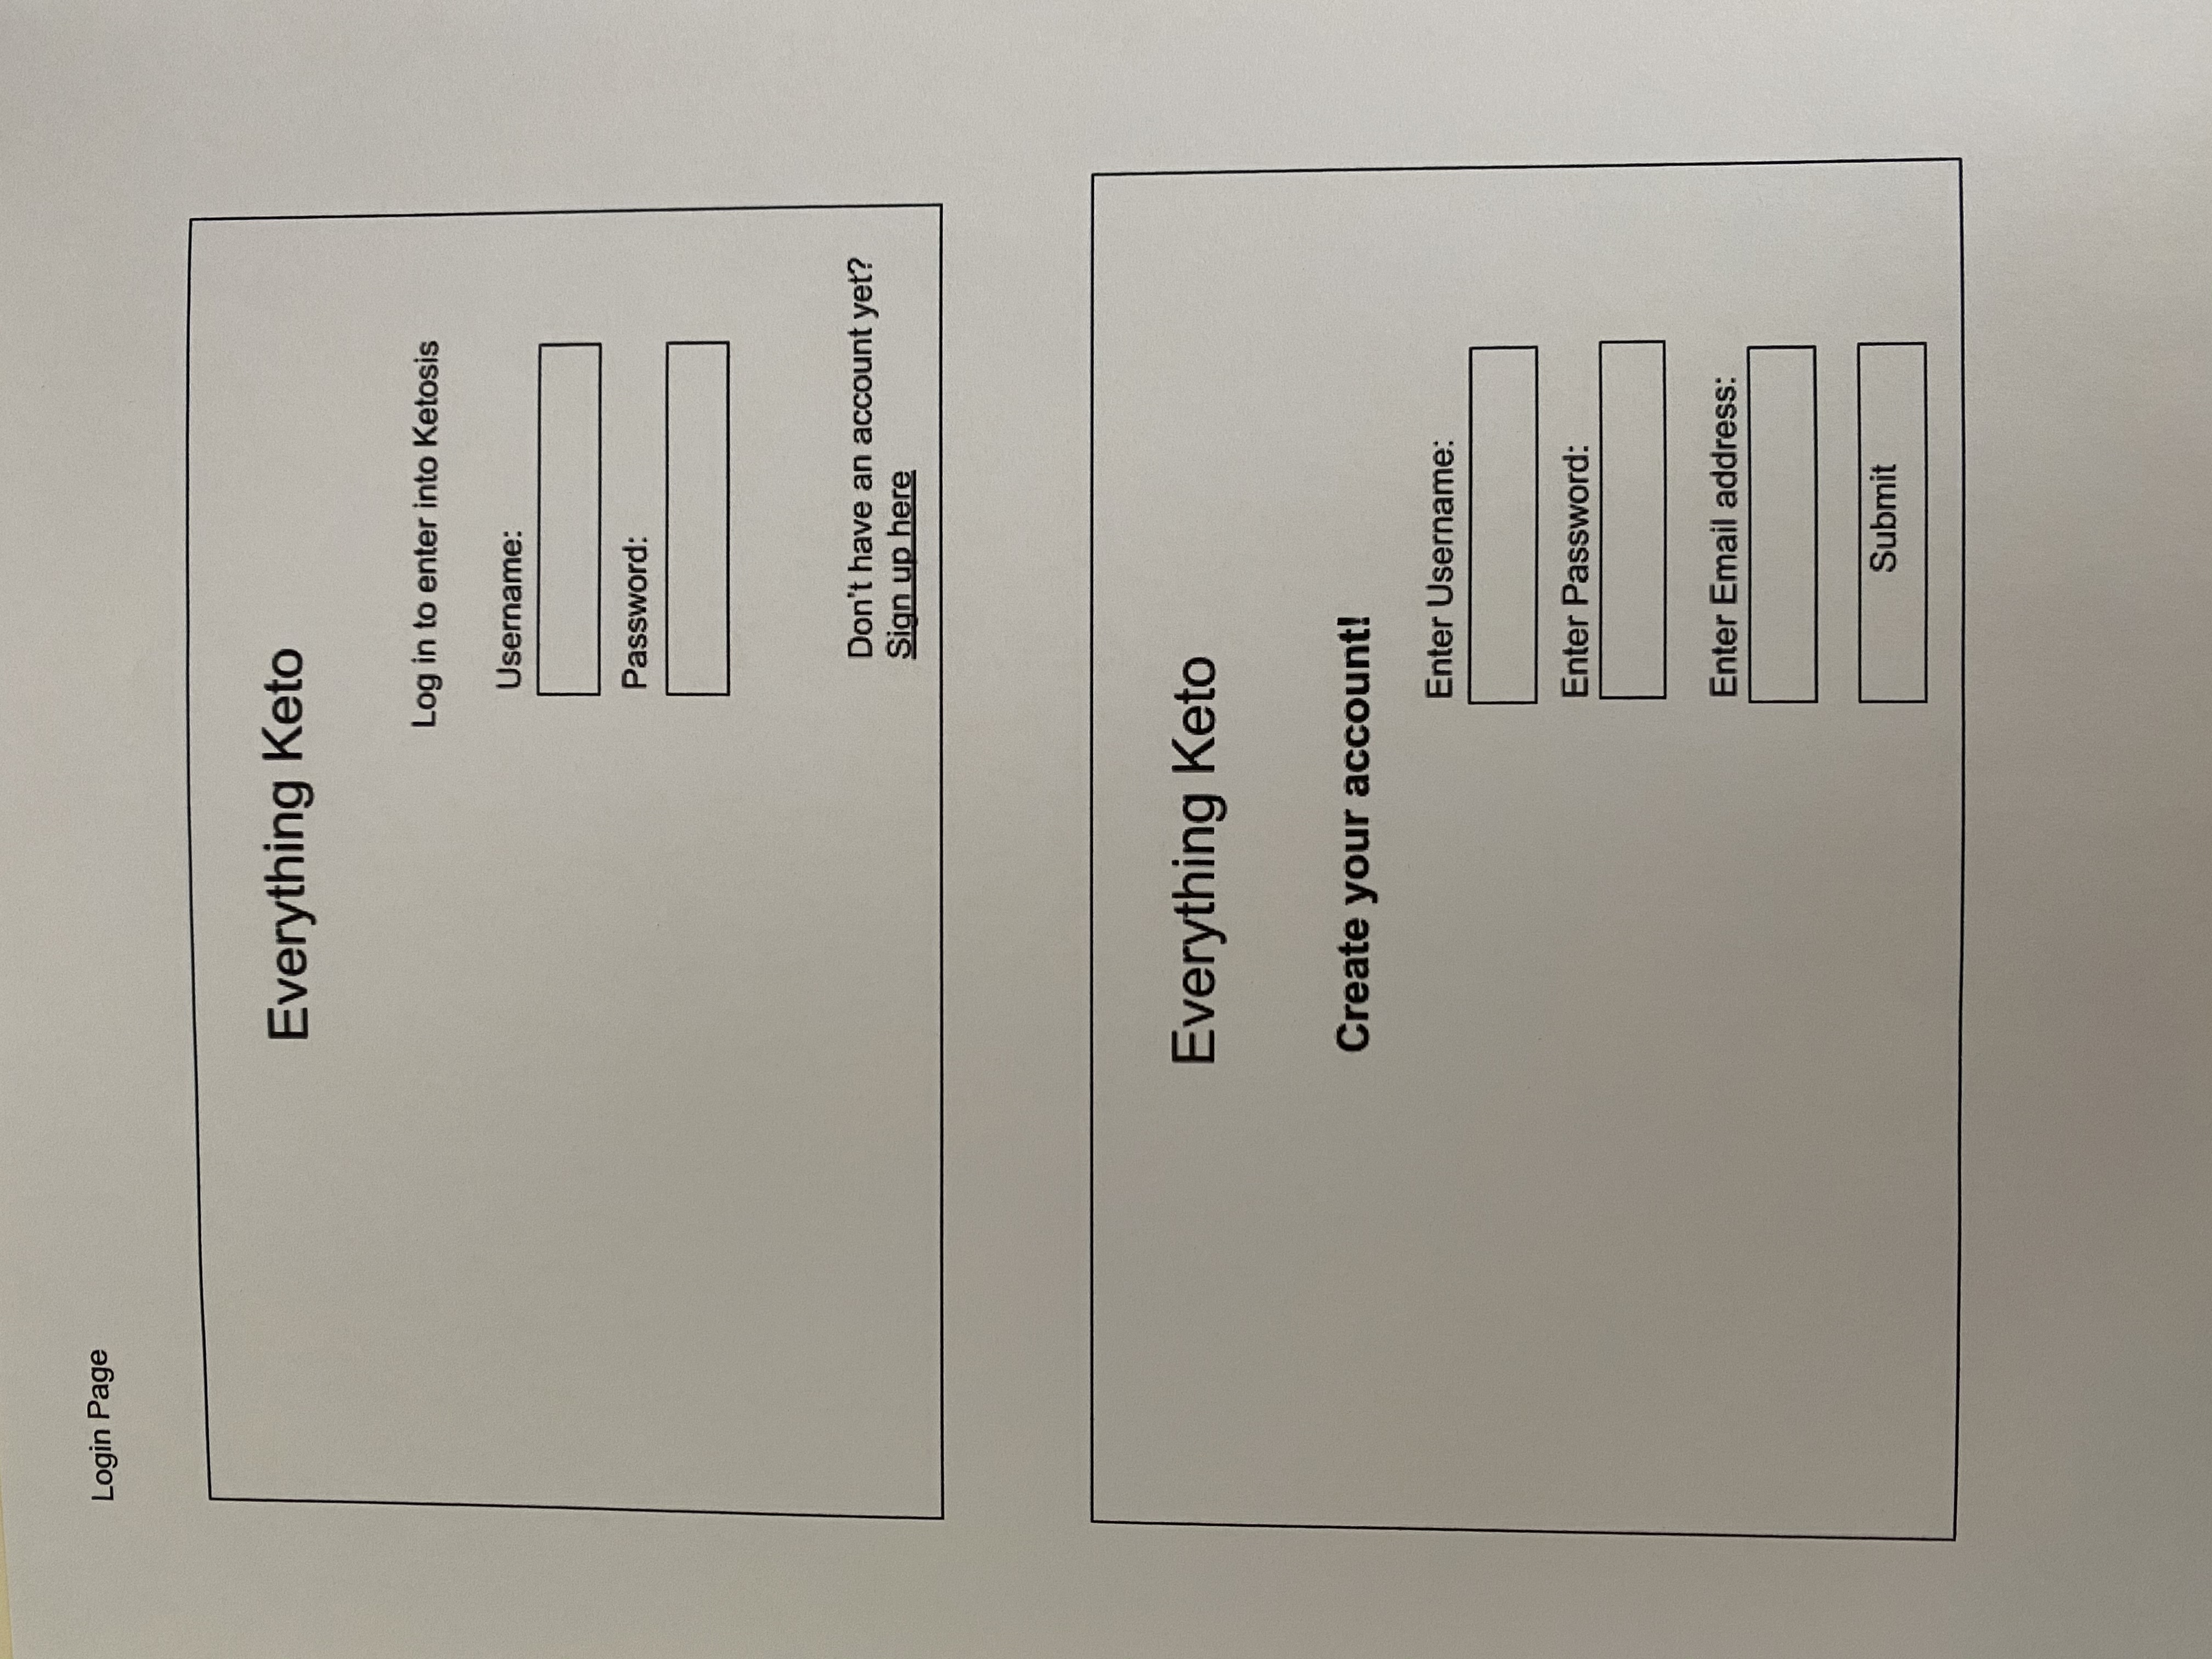 Login Page
Everything Keto
Log in to enter into Ketosis
Username:
Password:
Don't have an account yet?
Sign up here
Everything Keto
Create your account!
Enter Username:
Enter Password:
Enter Email address:
Submit